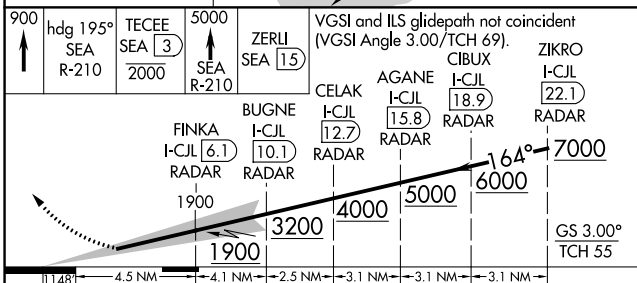 900
hdg 195°
SEA
R-210
TECEE
SEA 3
2000
5000
SEA
R-210
ZERLI
SEA 15
VGSI and ILS glidepath not coincident
(VGSI Angle 3.00/TCH 69).
FINKA
I-CJL 6.1
RADAR
BUGNE
I-CJL
10.1
RADAR
CELAK
I-CJL
12.7
RADAR
AGANE
I-CJL
15.8
RADAR
CIBUX
I-CJL
18.9
RADAR
ZIKRO
I-CJL
22.1
RADAR
1900
1900
3200
4000
5000
6000
164°
7000
GS 3.00°
TCH 55
1148'
4.5 NM
4.1 NM
2.5 NM
3.1 NM
3.1 NM
3.1 NM